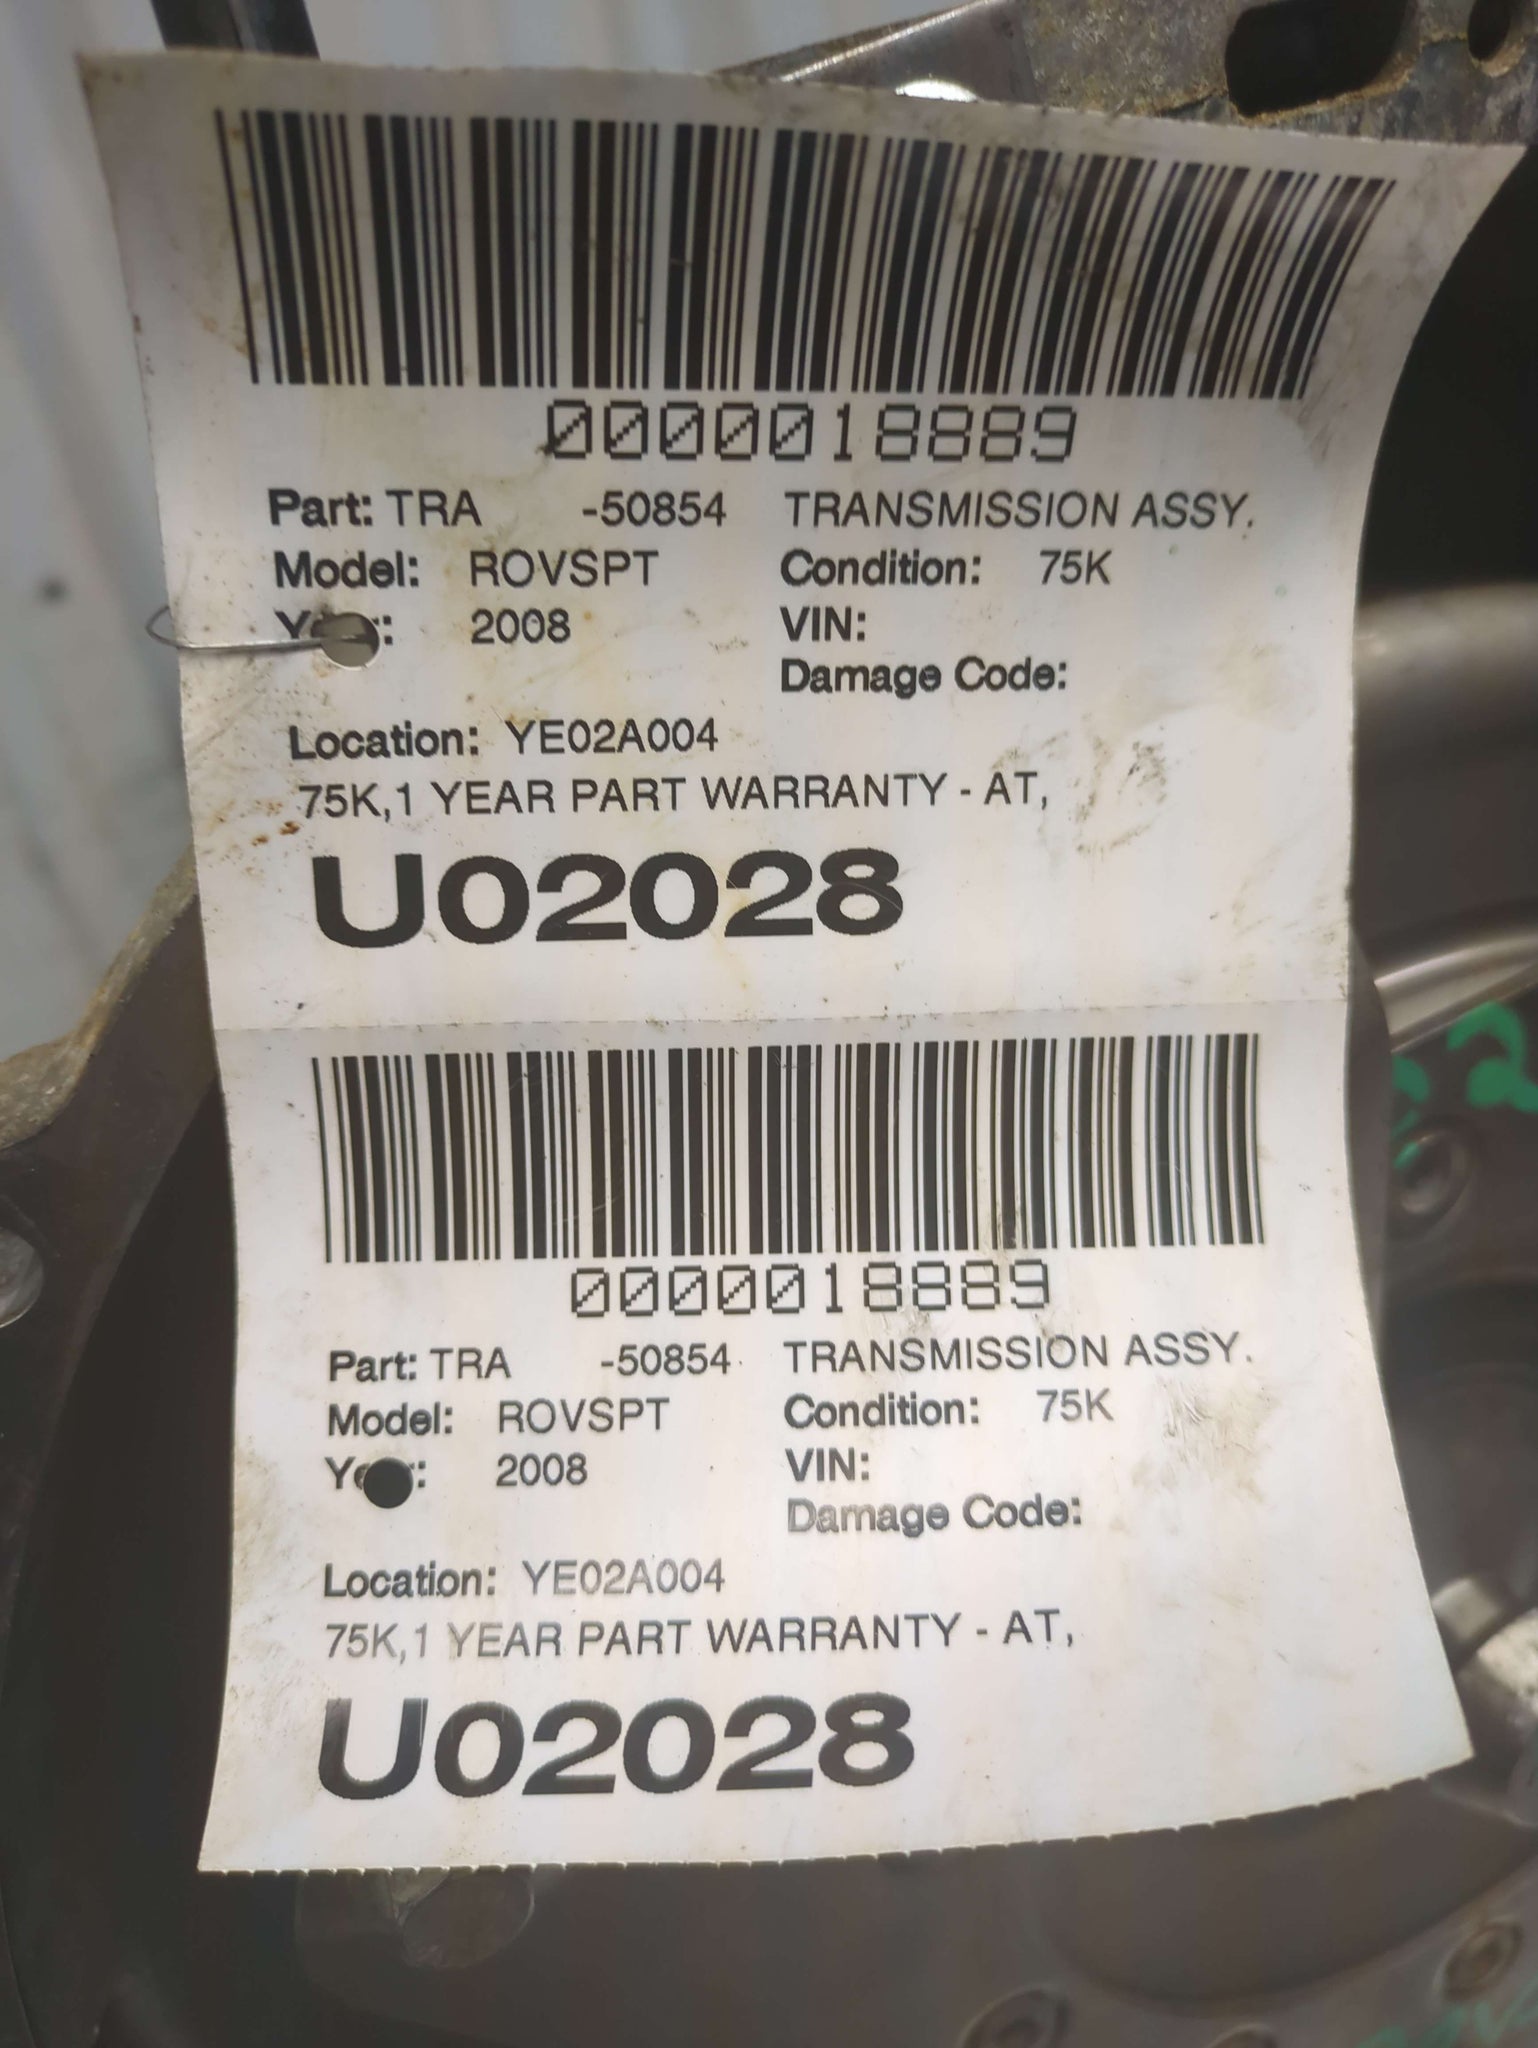 0000018889
Part: TRA -50854 TRANSMISSION ASSY.
Model: ROVSPT Condition: 75K
2008 VIN:
Damage Code:
Location: YE02A004
75K,1 YEAR PART WARRANTY - AT,
U02028
0000018889
Part: TRA -50854 TRANSMISSION ASSY.
Model: ROVSPT Condition: 75K
2008 VIN:
Damage Code:
Location: YE02A004
75K,1 YEAR PART WARRANTY - AT,
U02028